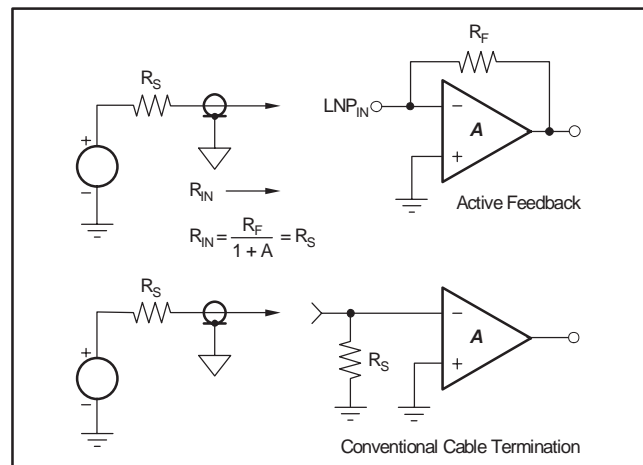 R_F
R_S
LNP_IN
−
A
+
+
−
R_IN
Active Feedback
R_IN = R_F / (1 + A) = R_S
R_S
−
A
+
R_S
+
−
Conventional Cable Termination